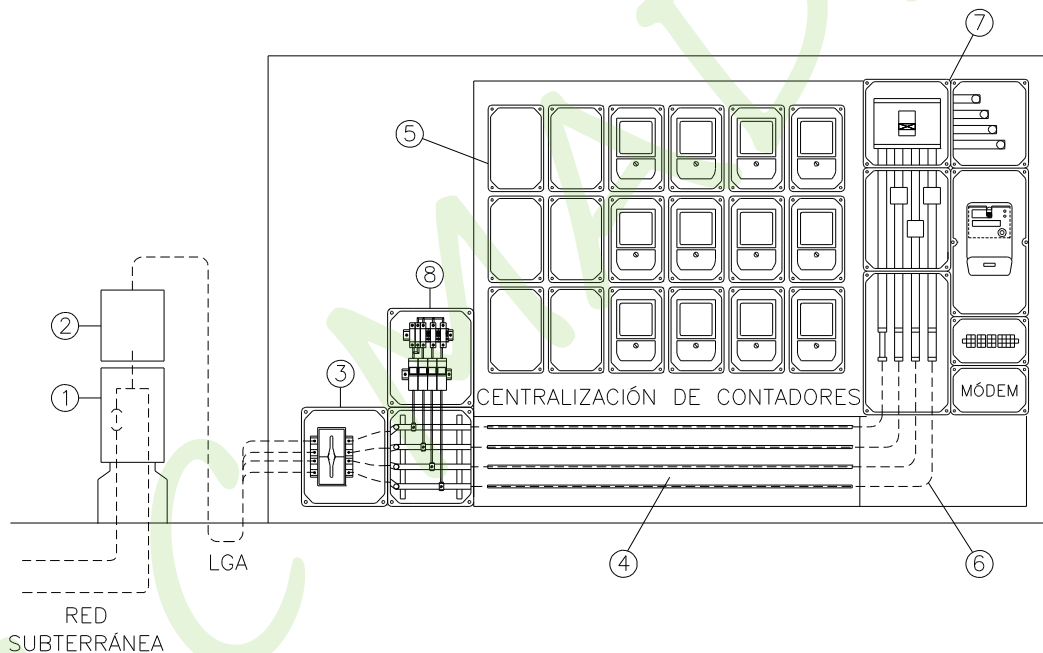 7
5
8
2
1
3
CENTRALIZACIÓN DE CONTADORES
MÓDEM
4
6
LGA
RED
SUBTERRÁNEA